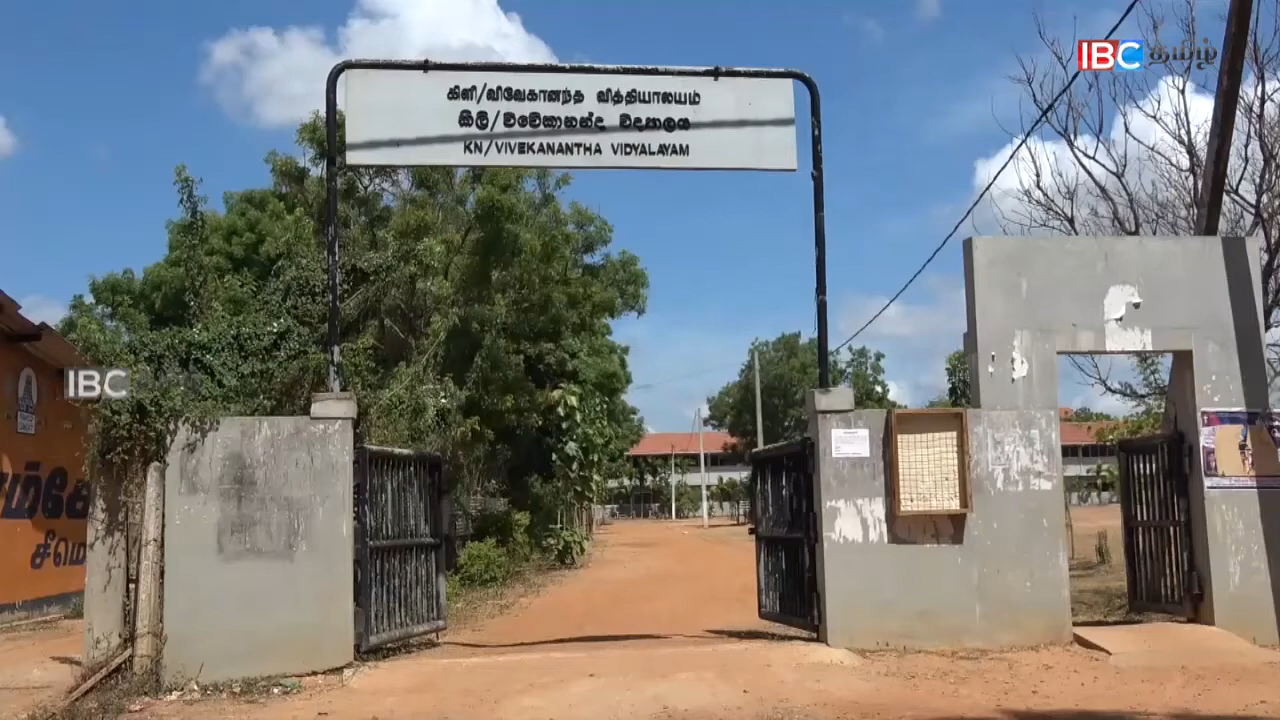 IBC தமிழ்
கிளி/விவேகானந்த வித்தியாலயம்
කිලි/විවේකානන්ද විද්‍යාලය
KN/VIVEKANANTHA VIDYALAYAM
IBC
சீமெ